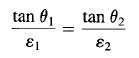 tan θ₁ / ε₁ = tan θ₂ / ε₂